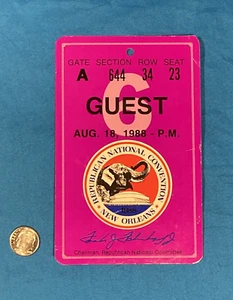 GATE SECTION ROW SEAT
A 644 34 23
6
GUEST
AUG. 18, 1988 - P.M.
REPUBLICAN NATIONAL CONVENTION
1988
NEW ORLEANS
Chairman, Republican National Committee